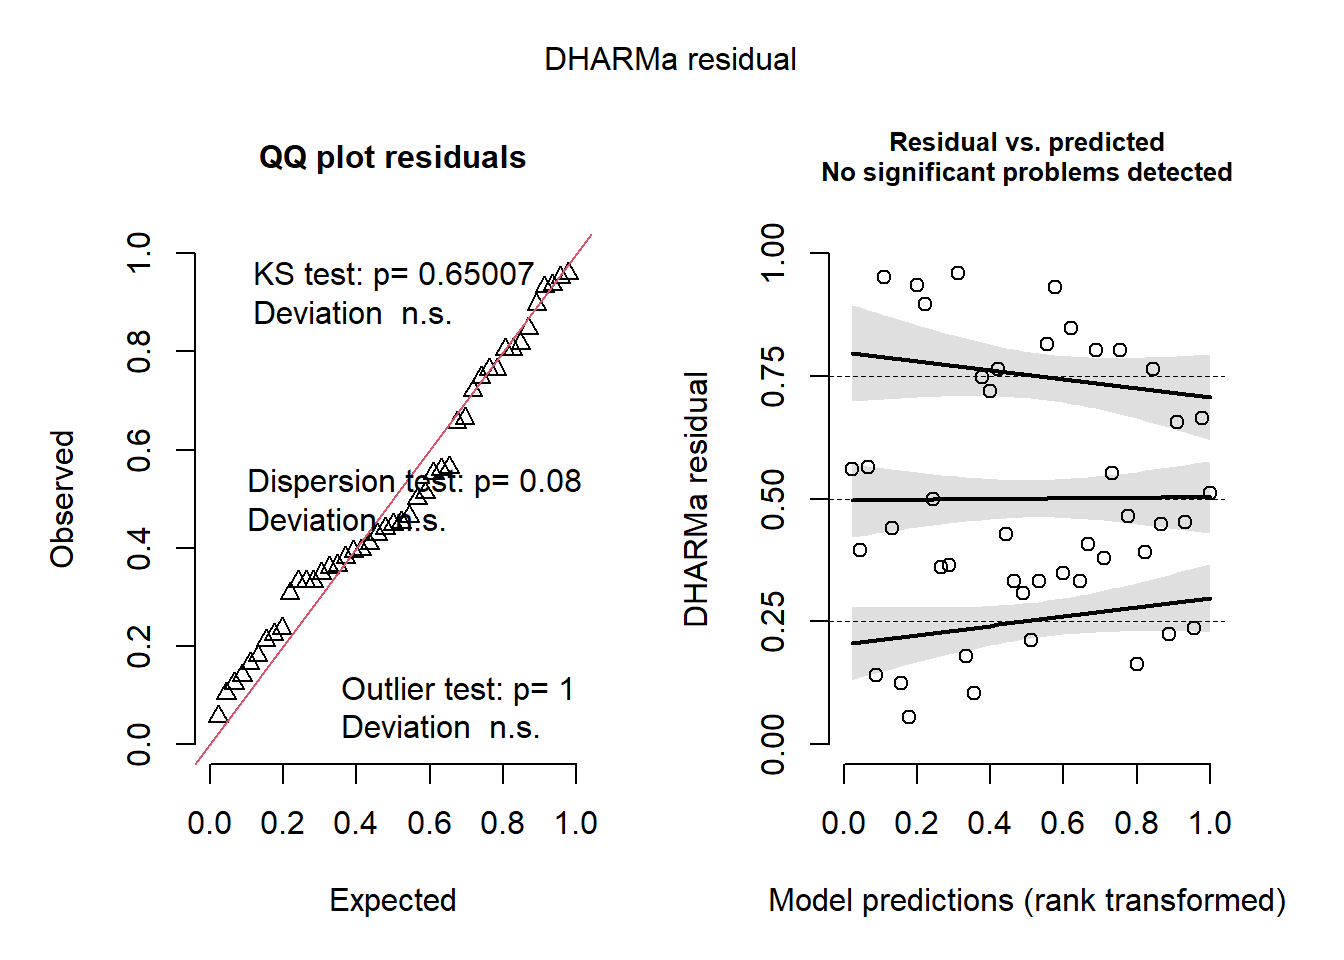 DHARMa residual
QQ plot residuals
KS test: p= 0.65007
Deviation  n.s.
Dispersion test: p= 0.08
Deviation n.s.
Outlier test: p= 1
Deviation  n.s.
Observed
0.0 0.2 0.4 0.6 0.8 1.0
0.0 0.2 0.4 0.6 0.8 1.0
Expected
Residual vs. predicted
No significant problems detected
DHARMa residual
0.00 0.25 0.50 0.75 1.00
0.0 0.2 0.4 0.6 0.8 1.0
Model predictions (rank transformed)